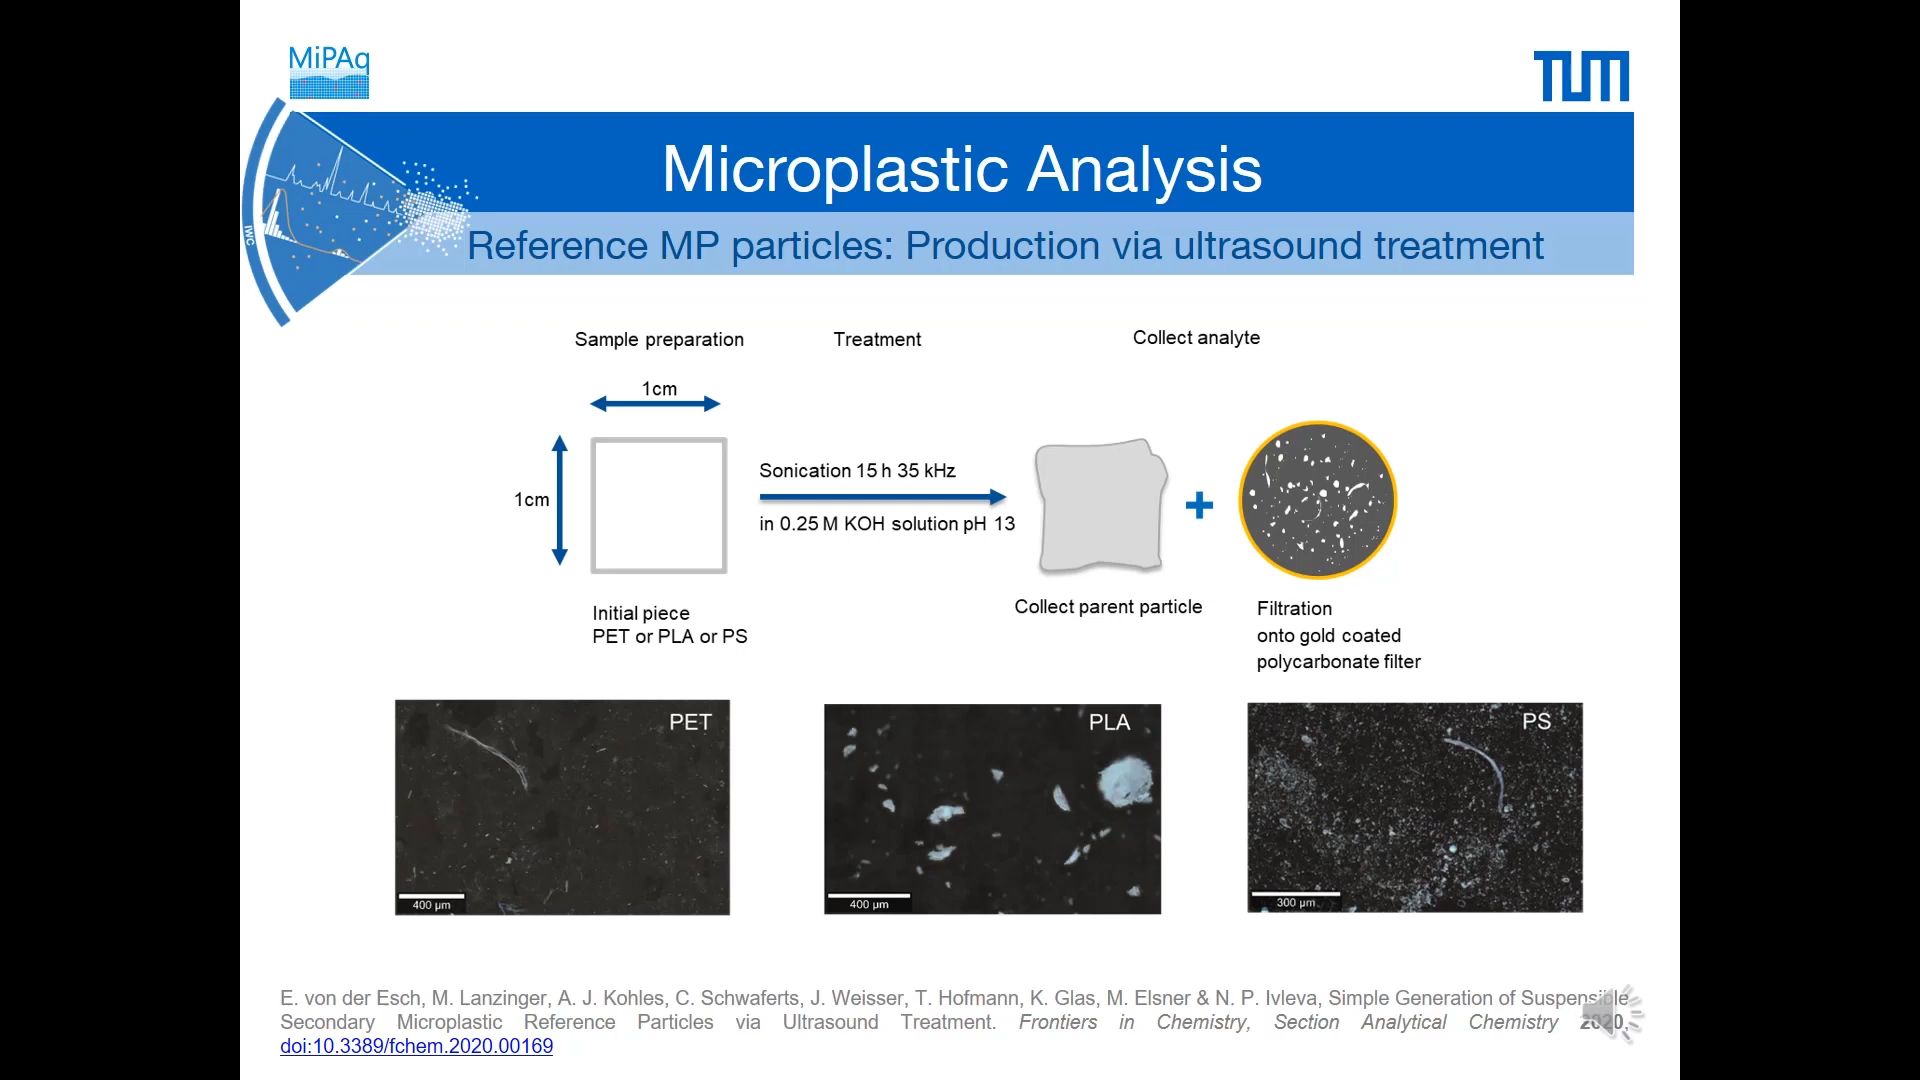 MiPAq
TUM
IWC
Microplastic Analysis
Reference MP particles: Production via ultrasound treatment
Sample preparation
Treatment
Collect analyte
1cm
1cm
Sonication 15 h 35 kHz
in 0.25 M KOH solution pH 13
Initial piece
PET or PLA or PS
Collect parent particle
Filtration
onto gold coated
polycarbonate filter
PET
400 µm
PLA
400 µm
PS
300 µm
E. von der Esch, M. Lanzinger, A. J. Kohles, C. Schwaferts, J. Weisser, T. Hofmann, K. Glas, M. Elsner & N. P. Ivleva, Simple Generation of Suspensible
Secondary Microplastic Reference Particles via Ultrasound Treatment. Frontiers in Chemistry, Section Analytical Chemistry 2020,
doi:10.3389/fchem.2020.00169